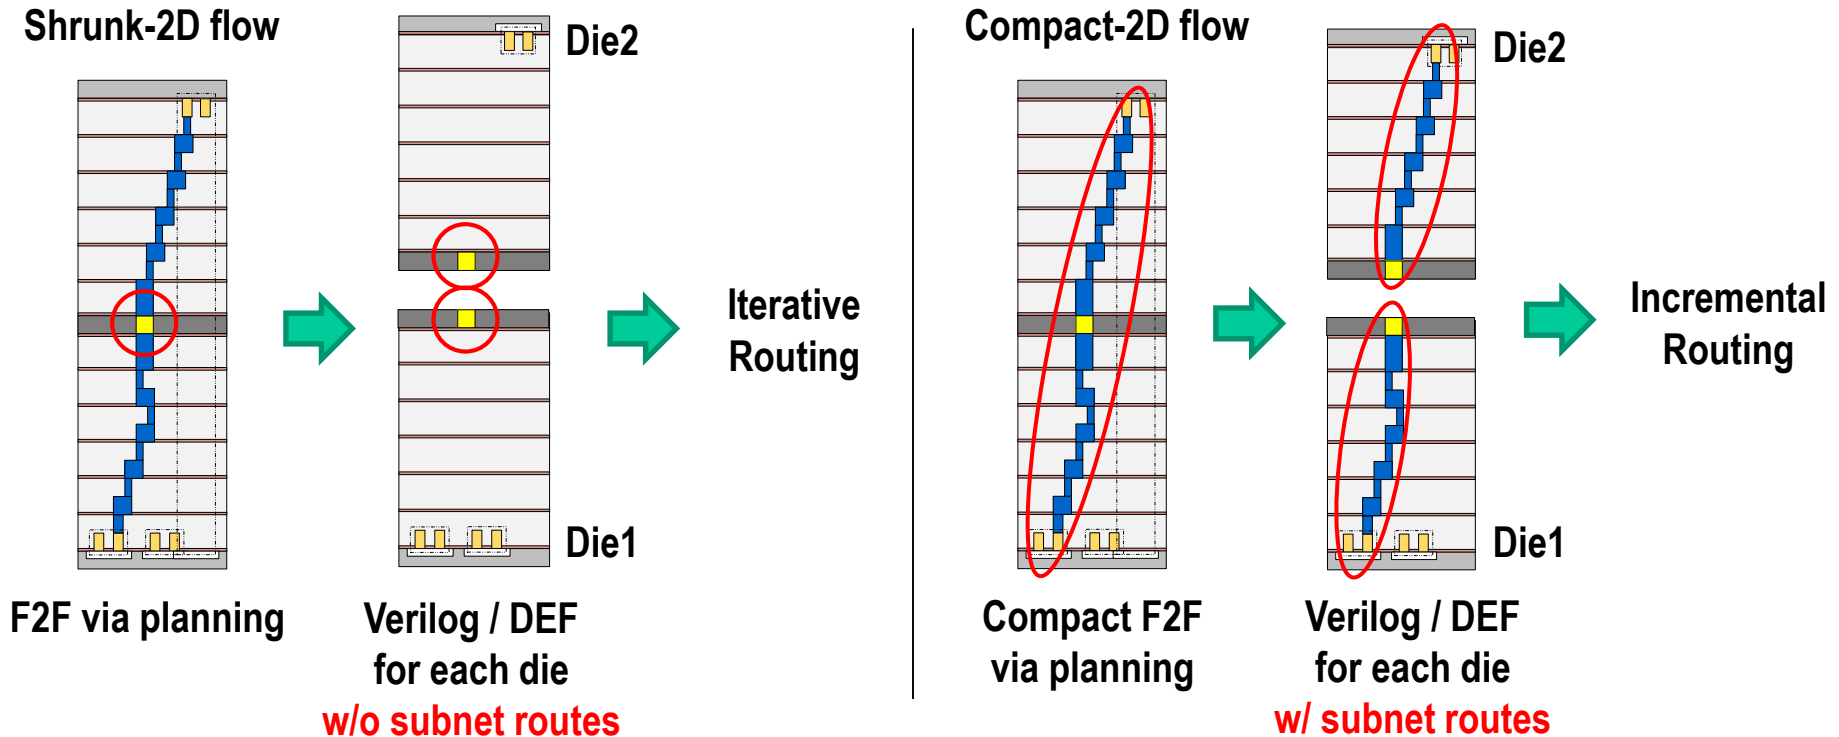 Shrunk-2D flow
Die2
Die1
F2F via planning
Verilog / DEF
for each die
w/o subnet routes
Iterative
Routing
Compact-2D flow
Die2
Die1
Compact F2F
via planning
Verilog / DEF
for each die
w/ subnet routes
Incremental
Routing